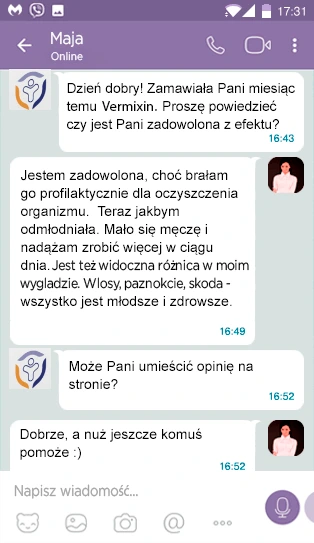 17:31
Maja
Online
Dzień dobry! Zamawiała Pani miesiąc
temu Vermixin. Proszę powiedzieć
czy jest Pani zadowolona z efektu?
16:43
Jestem zadowolona, choć brałam
go profilaktycznie dla oczyszczenia
organizmu. Teraz jakbym
odmłodniała. Mało się męczę i
nadążam zrobić więcej w ciągu
dnia. Jest też widoczna różnica w moim
wygladzie. Wlosy, paznokcie, skoda -
wszystko jest młodsze i zdrowsze.
16:49
Może Pani umieścić opinię na
stronie?
16:52
Dobrze, a nuż jeszcze komuś
pomoże :)
16:52
Napisz wiadomość...